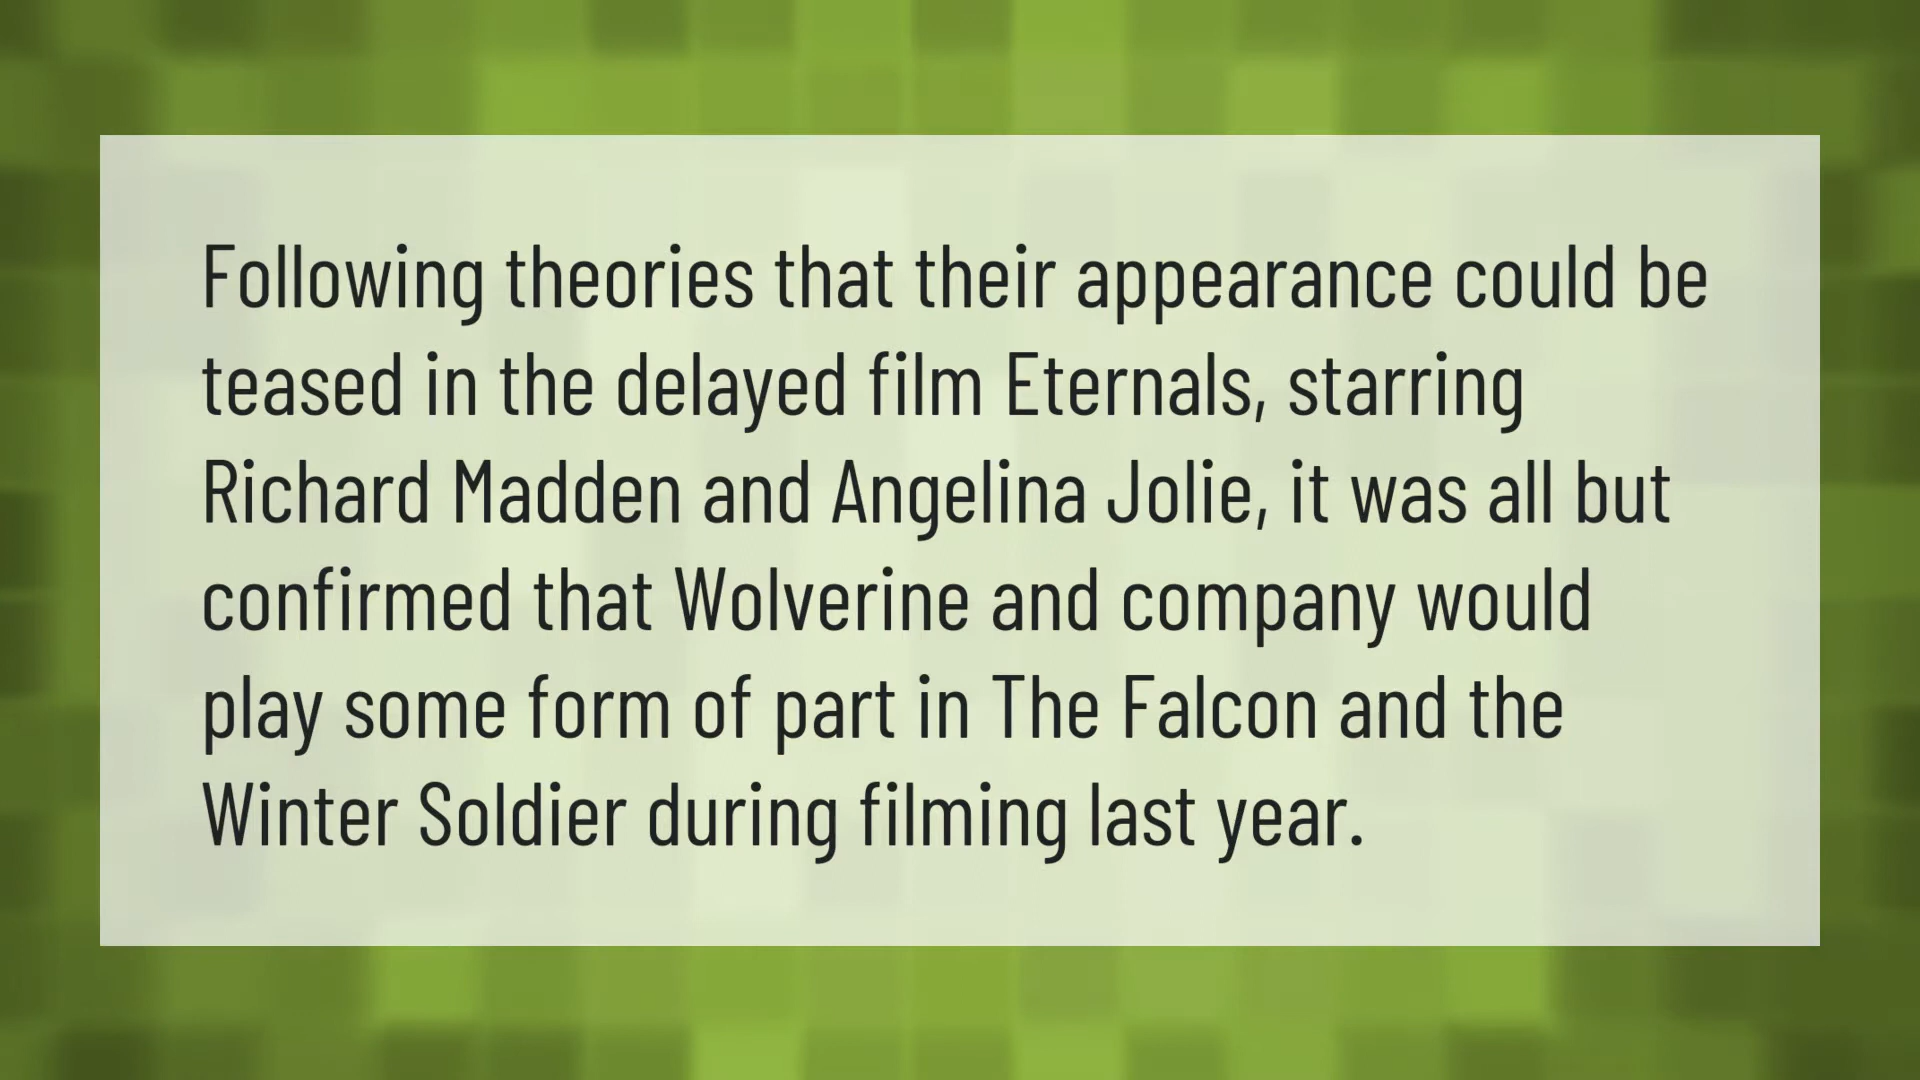 Following theories that their appearance could be
teased in the delayed film Eternals, starring
Richard Madden and Angelina Jolie, it was all but
confirmed that Wolverine and company would
play some form of part in The Falcon and the
Winter Soldier during filming last year.